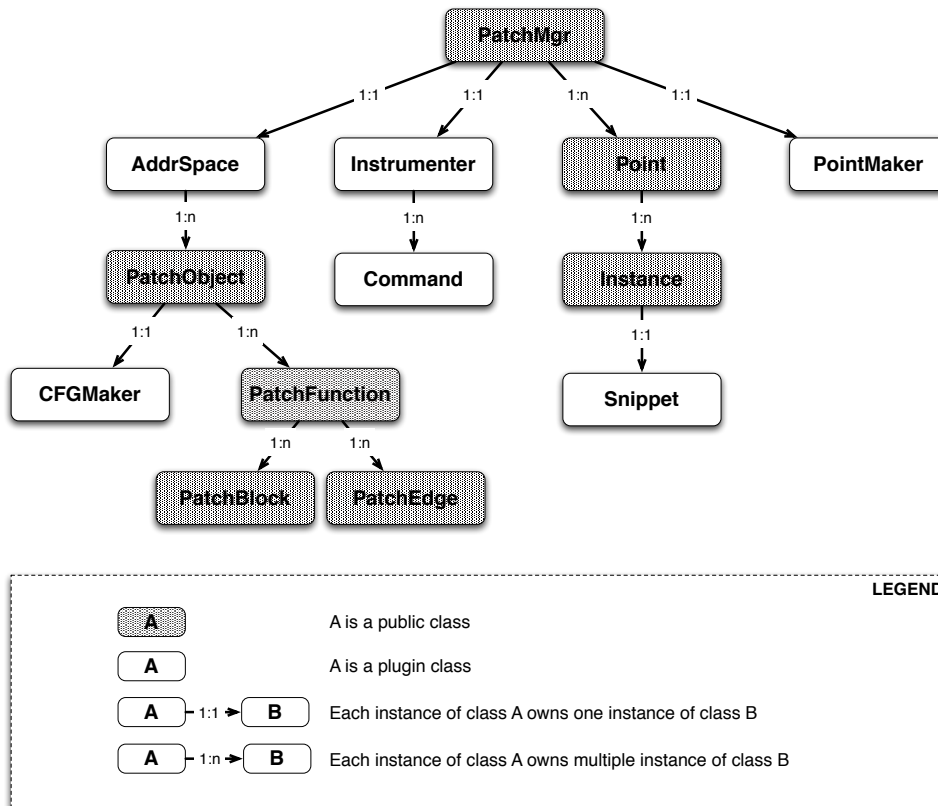 PatchMgr
1:1 1:1 1:n 1:1
AddrSpace Instrumenter Point PointMaker
1:n 1:n 1:n
PatchObject Command Instance
1:1 1:n 1:1
CFGMaker PatchFunction Snippet
1:n 1:n
PatchBlock PatchEdge
LEGEND
A A is a public class
A A is a plugin class
A 1:1 B Each instance of class A owns one instance of class B
A 1:n B Each instance of class A owns multiple instance of class B